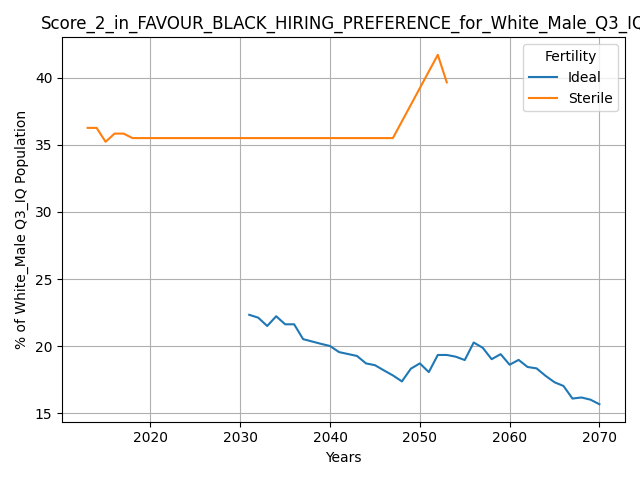 Score_2_in_FAVOUR_BLACK_HIRING_PREFERENCE_for_White_Male_Q3_IQ
Fertility
Ideal
Sterile
% of White_Male Q3_IQ Population
40
35
30
25
20
15
2020
2030
2040
2050
2060
2070
Years